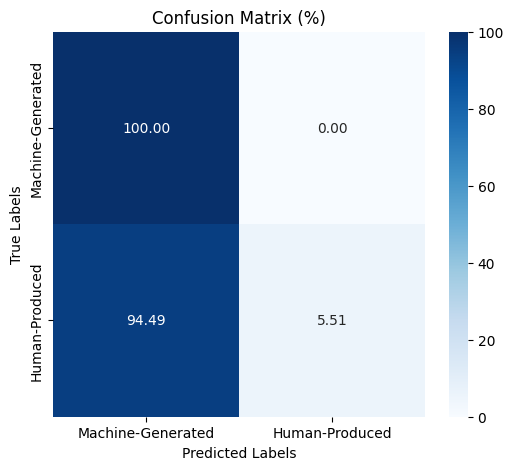 Confusion Matrix (%)
True Labels
Machine-Generated
Human-Produced
100.00
0.00
94.49
5.51
Machine-Generated
Human-Produced
Predicted Labels
100
80
60
40
20
0